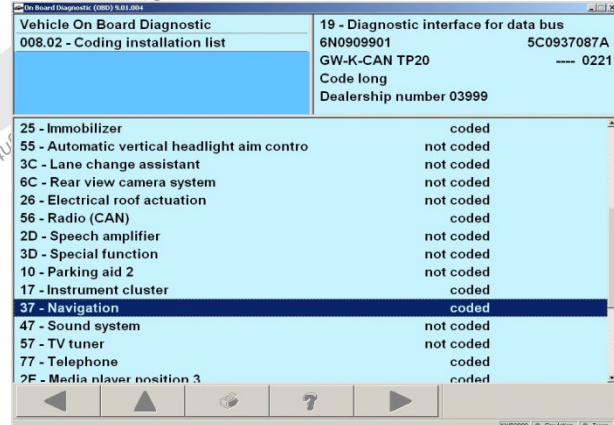 On Board Diagnostic (OBD) 9.01.004
Vehicle On Board Diagnostic
008.02 - Coding installation list
19 - Diagnostic interface for data bus
6N0909901 5C0937087A
GW-K-CAN TP20 ---- 0221
Code long
Dealership number 03999
25 - Immobilizer coded
55 - Automatic vertical headlight aim contro not coded
3C - Lane change assistant not coded
6C - Rear view camera system not coded
26 - Electrical roof actuation not coded
56 - Radio (CAN) coded
2D - Speech amplifier not coded
3D - Special function not coded
10 - Parking aid 2 not coded
17 - Instrument cluster coded
37 - Navigation coded
47 - Sound system not coded
57 - TV tuner not coded
77 - Telephone coded
2E - Media player position 3 coded